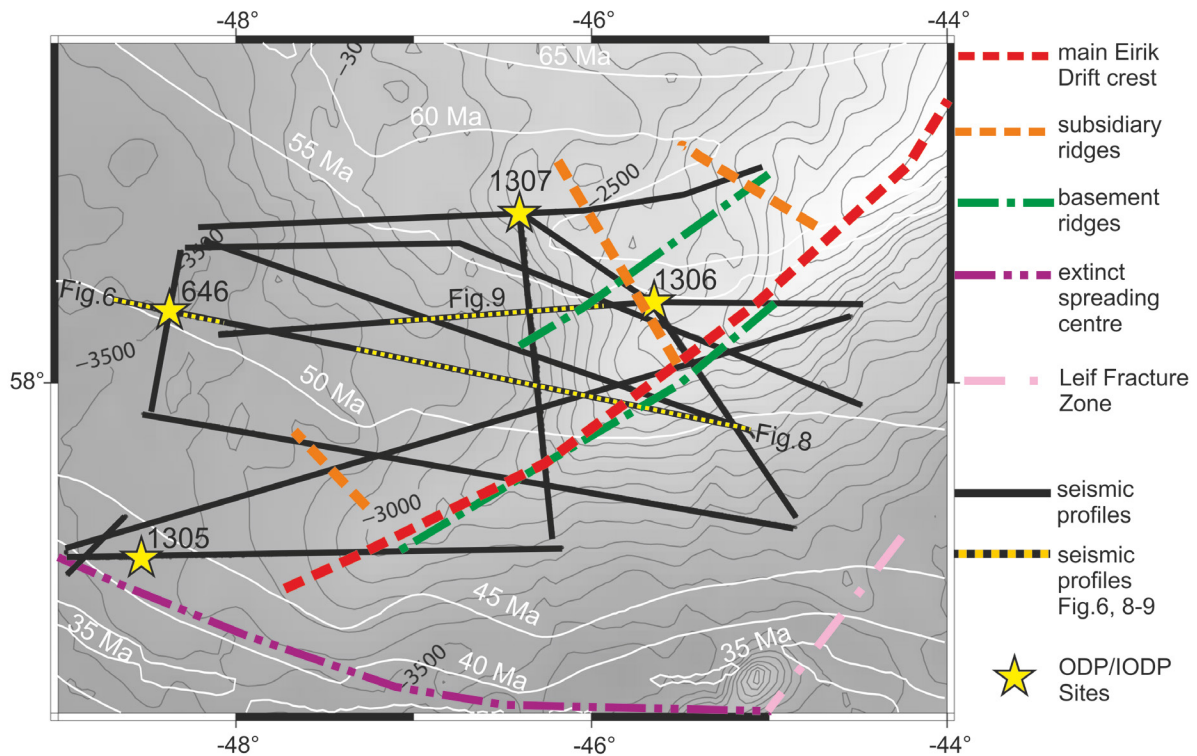 -48°
-46°
-44°
-30
65 Ma
60 Ma
55 Ma
1307
−2500
−3500
Fig.6
646
Fig.9
1306
−3500
58°
50 Ma
Fig.8
−3000
1305
45 Ma
35 Ma
35 Ma
40 Ma
−3500
-48°
-46°
-44°
main Eirik
Drift crest
subsidiary
ridges
basement
ridges
extinct
spreading
centre
Leif Fracture
Zone
seismic
profiles
seismic
profiles
Fig.6, 8-9
ODP/IODP
Sites